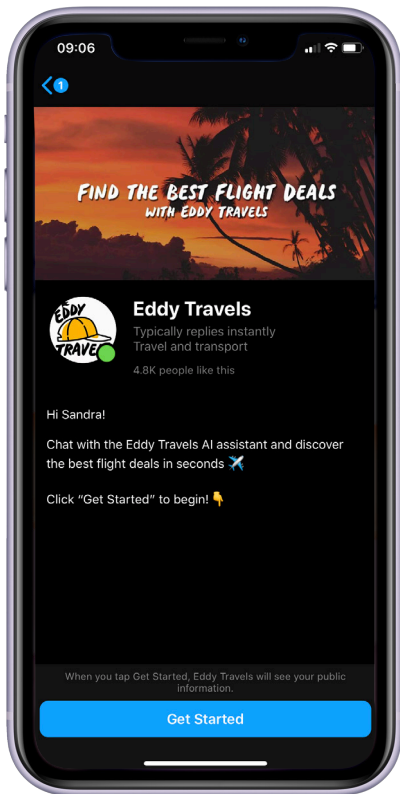 09:06
1
FIND THE BEST FLIGHT DEALS
WITH EDDY TRAVELS
EDDY
TRAVE
Eddy Travels
Typically replies instantly
Travel and transport
4.8K people like this
Hi Sandra!
Chat with the Eddy Travels AI assistant and discover
the best flight deals in seconds ✈️
Click “Get Started” to begin! 👇
When you tap Get Started, Eddy Travels will see your public
information.
Get Started